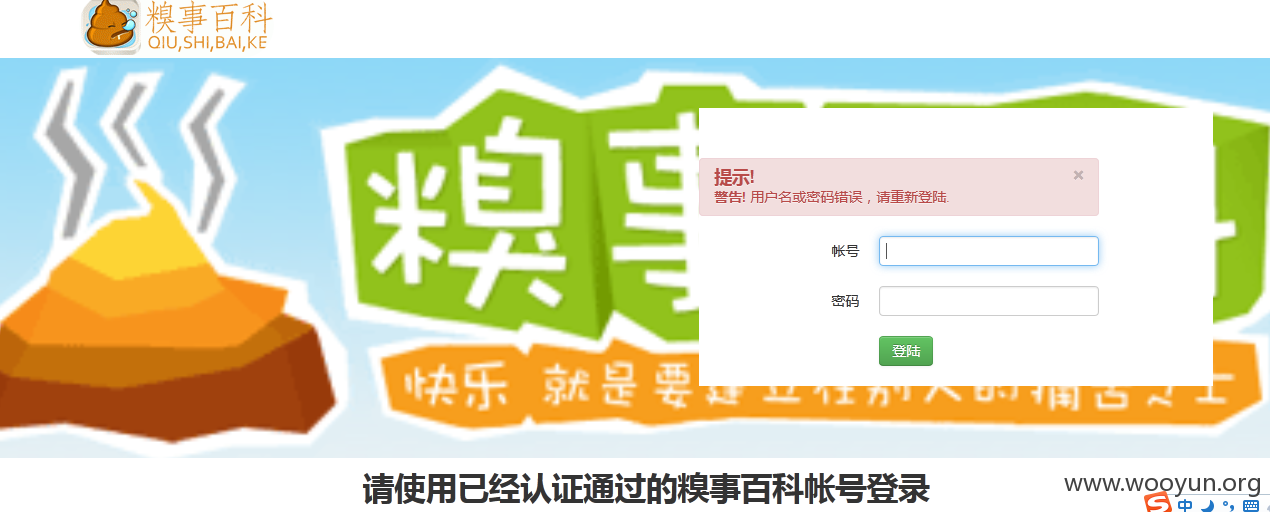 糗事百科
QIU,SHI,BAI,KE
糗事
提示!
×
警告! 用户名或密码错误，请重新登陆.
帐号
密码
登陆
快乐 就是要建立在别人的痛苦之上
请使用已经认证通过的糗事百科帐号登录
www.wooyun.org
中